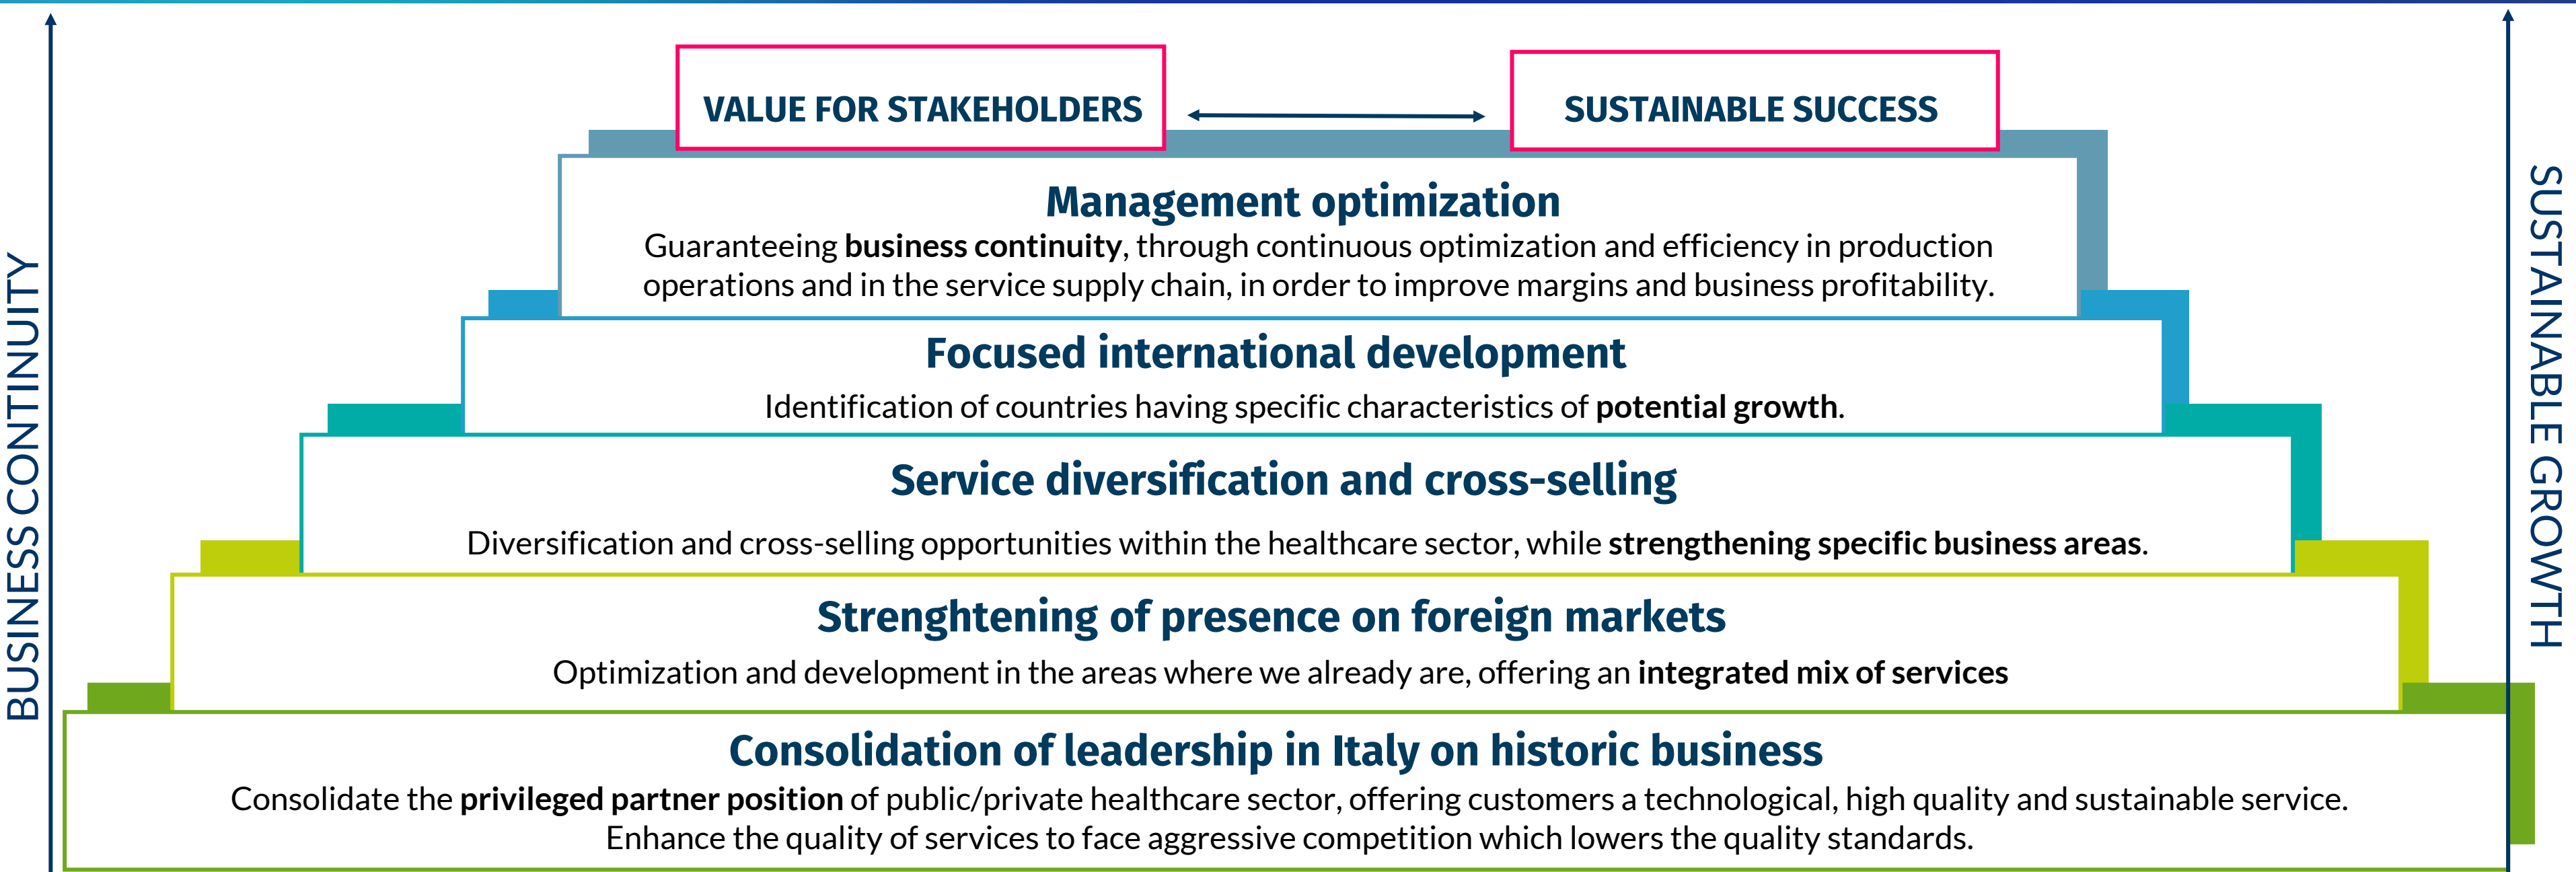 VALUE FOR STAKEHOLDERS
SUSTAINABLE SUCCESS
Management optimization
Guaranteeing business continuity, through continuous optimization and efficiency in production
operations and in the service supply chain, in order to improve margins and business profitability.
Focused international development
Identification of countries having specific characteristics of potential growth.
Service diversification and cross-selling
Diversification and cross-selling opportunities within the healthcare sector, while strengthening specific business areas.
Strenghtening of presence on foreign markets
Optimization and development in the areas where we already are, offering an integrated mix of services
Consolidation of leadership in Italy on historic business
Consolidate the privileged partner position of public/private healthcare sector, offering customers a technological, high quality and sustainable service.
Enhance the quality of services to face aggressive competition which lowers the quality standards.
BUSINESS CONTINUITY
SUSTAINABLE GROWTH